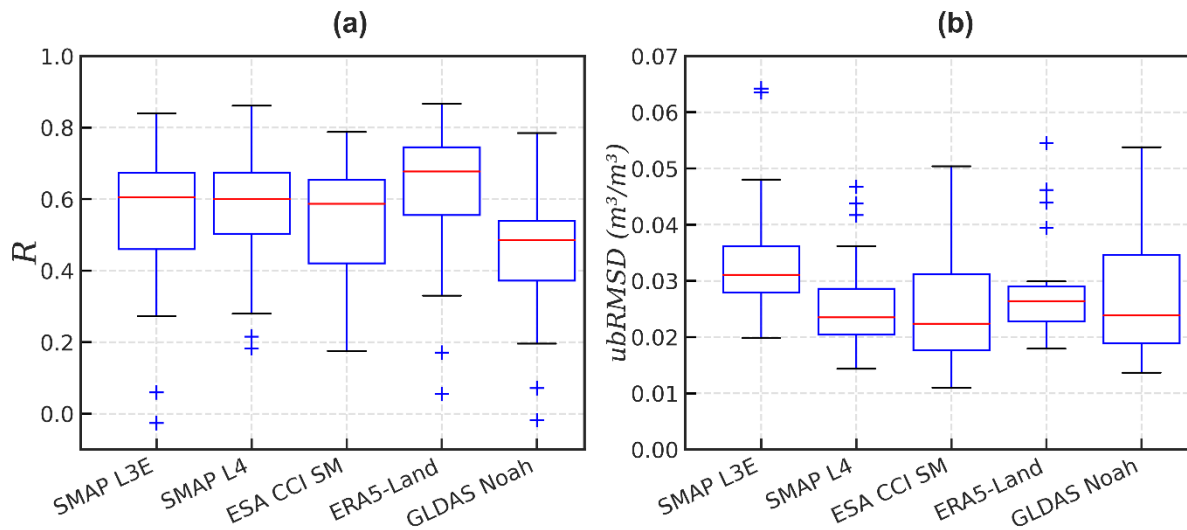 (a)
(b)
R
1.0
0.8
0.6
0.4
0.2
0.0
SMAP L3E
SMAP L4
ESA CCI SM
ERA5-Land
GLDAS Noah
ubRMSD (m³/m³)
0.07
0.06
0.05
0.04
0.03
0.02
0.01
0.00
SMAP L3E
SMAP L4
ESA CCI SM
ERA5-Land
GLDAS Noah